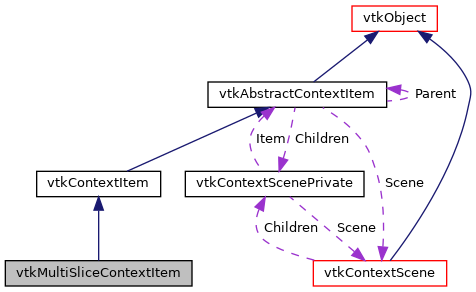 vtkObject
vtkAbstractContextItem
Parent
Item
Children
Scene
vtkContextItem
vtkContextScenePrivate
Children
Scene
vtkMultiSliceContextItem
vtkContextScene